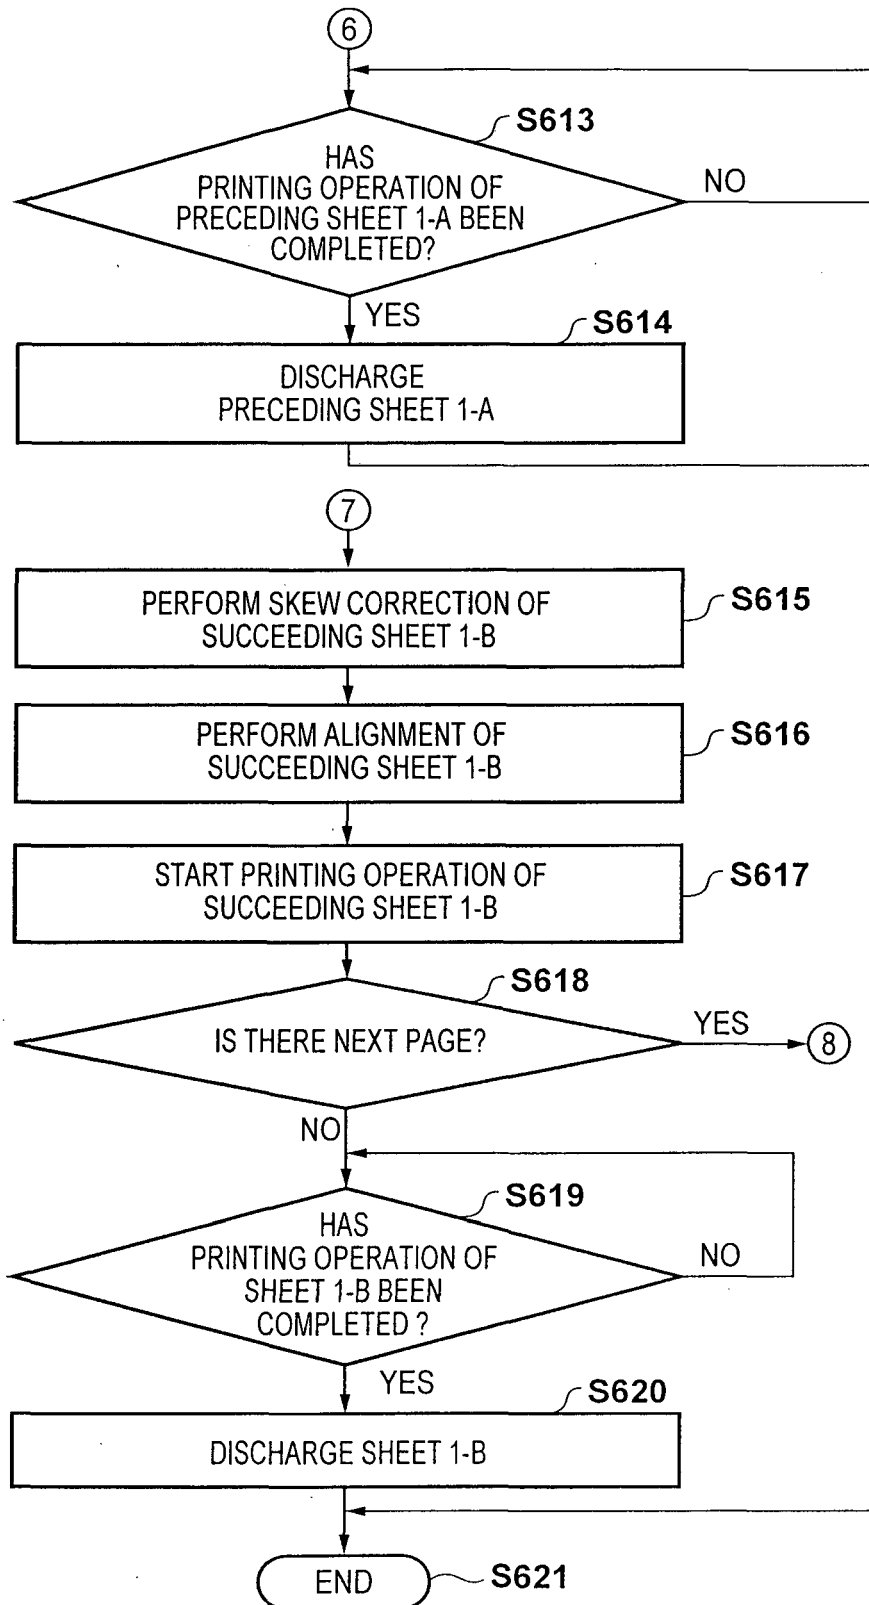 6
S613
HAS
PRINTING OPERATION OF
PRECEDING SHEET 1-A BEEN
COMPLETED?
NO
YES
S614
DISCHARGE
PRECEDING SHEET 1-A
7
PERFORM SKEW CORRECTION OF
SUCCEEDING SHEET 1-B
S615
PERFORM ALIGNMENT OF
SUCCEEDING SHEET 1-B
S616
START PRINTING OPERATION OF
SUCCEEDING SHEET 1-B
S617
S618
IS THERE NEXT PAGE?
YES
8
NO
S619
HAS
PRINTING OPERATION OF
SHEET 1-B BEEN
COMPLETED ?
NO
YES
S620
DISCHARGE SHEET 1-B
END
S621